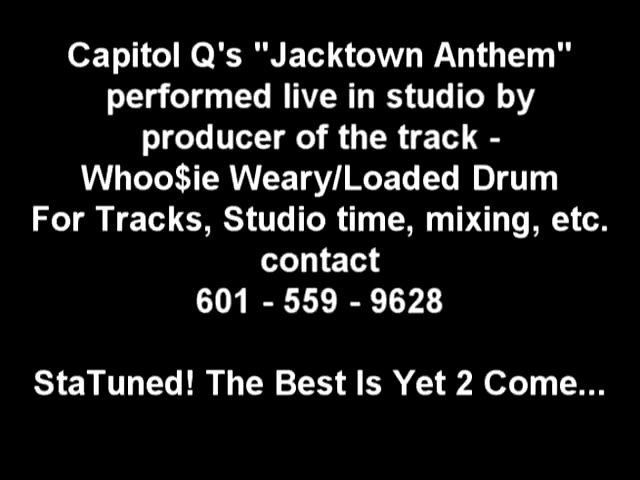 Capitol Q's "Jacktown Anthem"
performed live in studio by
producer of the track -
Whoo$ie Weary/Loaded Drum
For Tracks, Studio time, mixing, etc.
contact
601 - 559 - 9628
StaTuned! The Best Is Yet 2 Come...